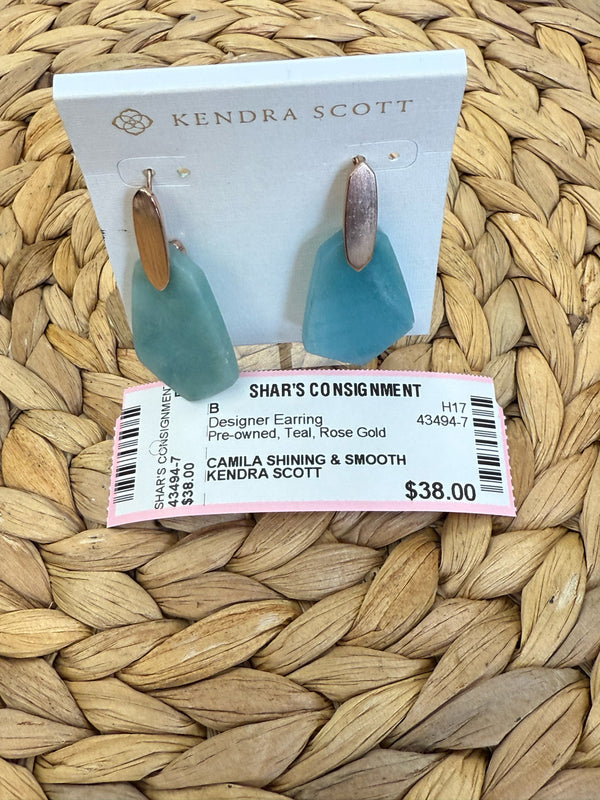 KENDRA SCOTT
SHAR'S CONSIGNMENT
B H17
Designer Earring 43494-7
Pre-owned, Teal, Rose Gold
CAMILA SHINING & SMOOTH
KENDRA SCOTT
$38.00
SHAR'S CONSIGNMENT
43494-7
$38.00